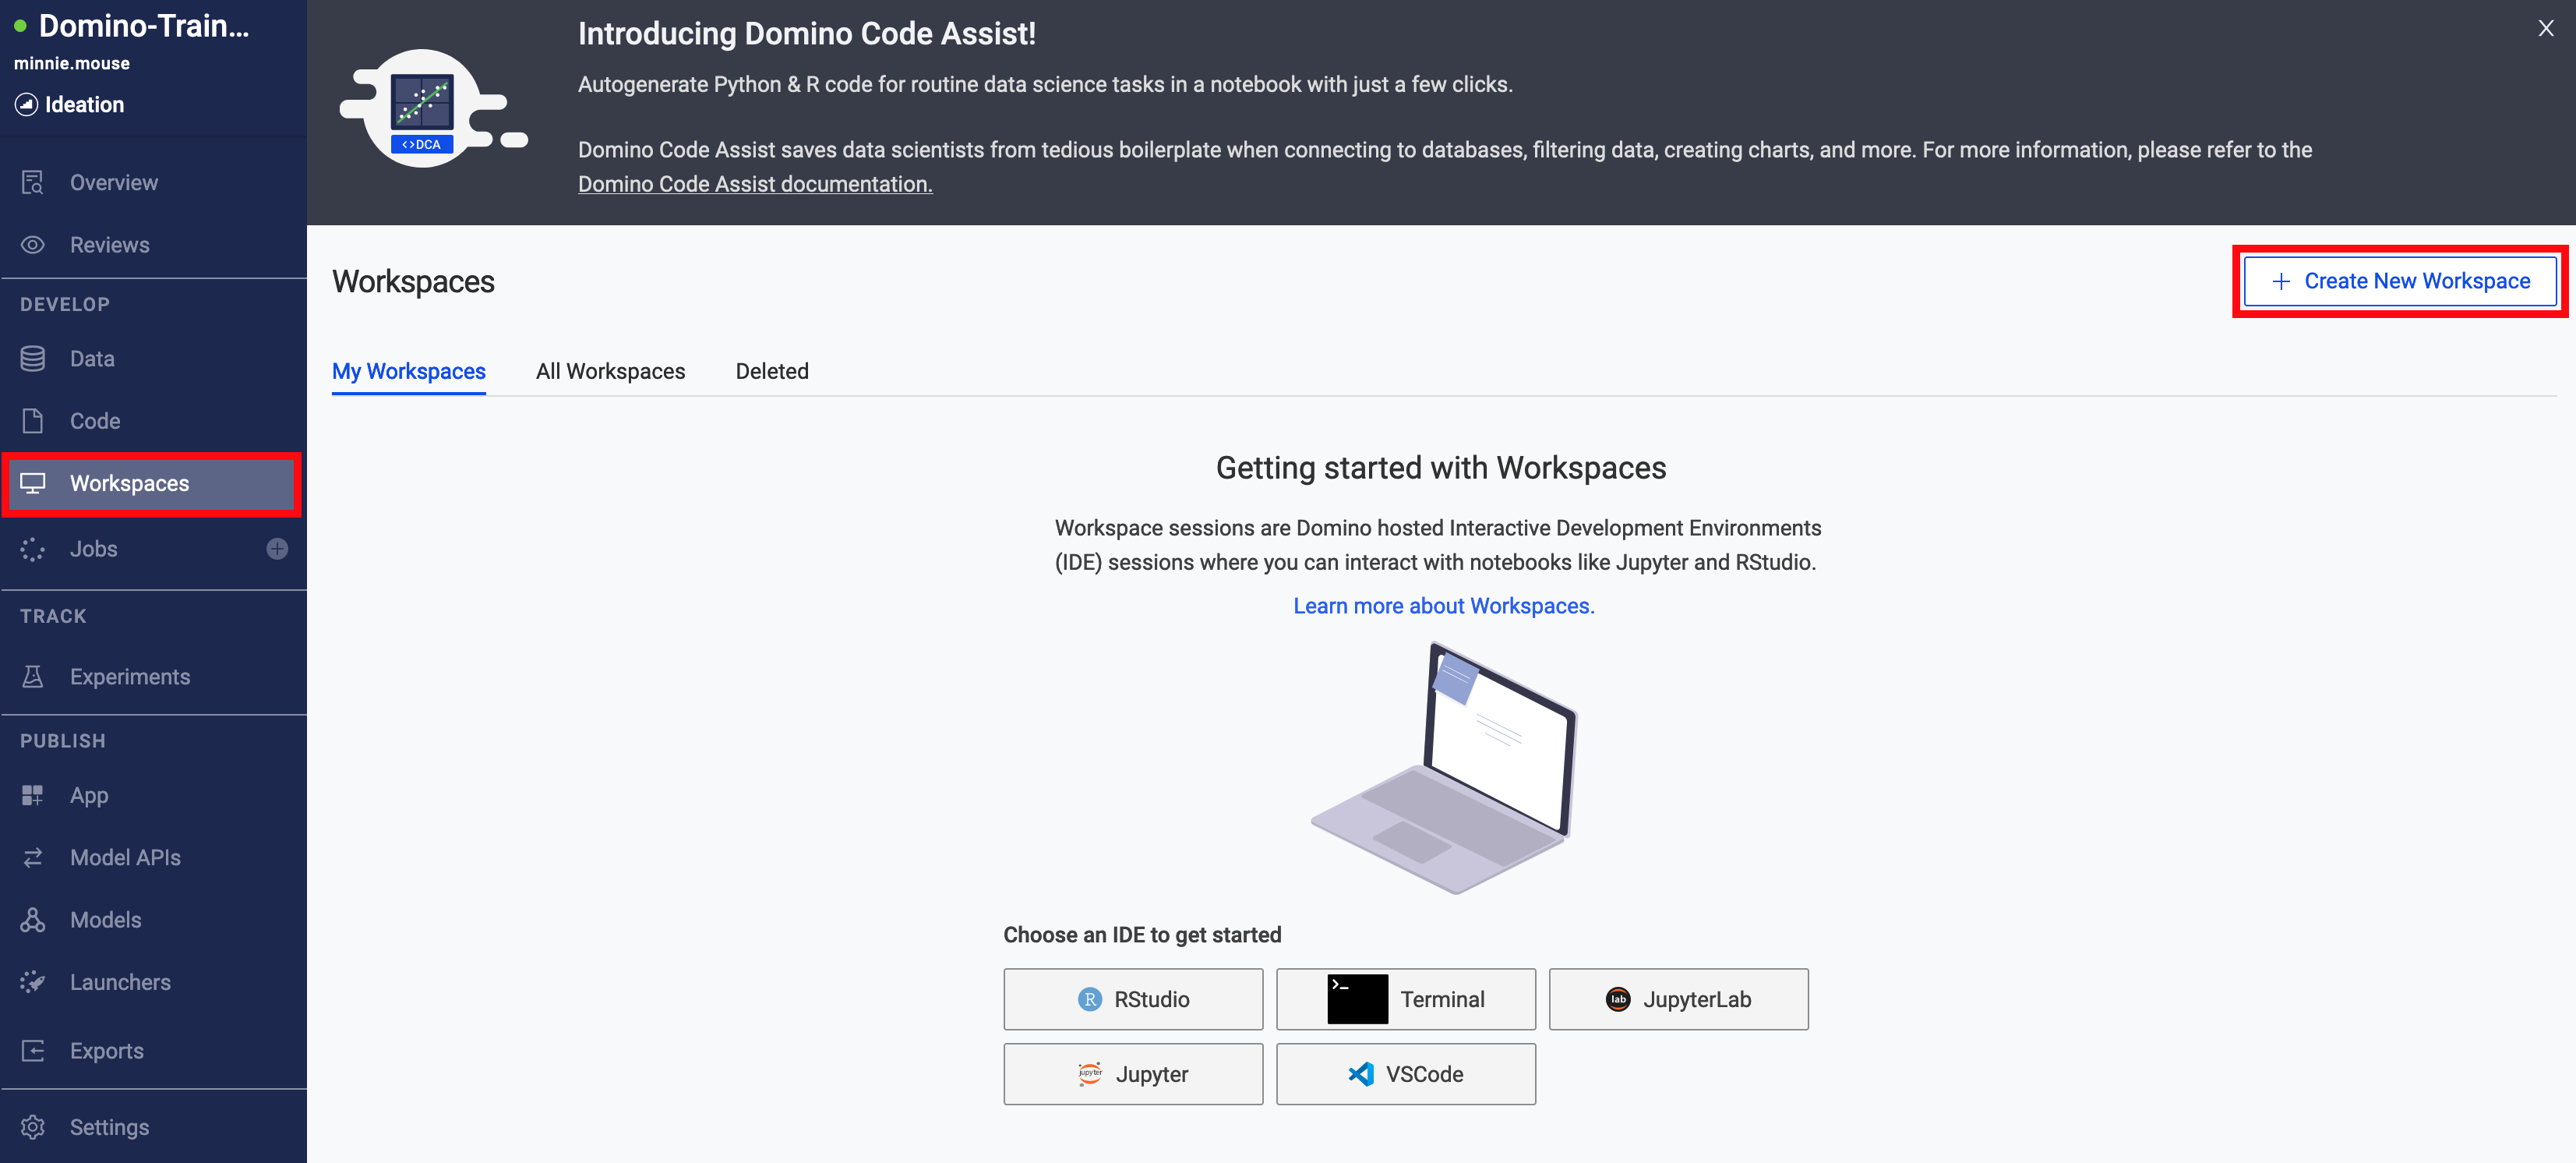 Domino-Train...
minnie.mouse
Ideation
Overview
Reviews
DEVELOP
Data
Code
Workspaces
Jobs
TRACK
Experiments
PUBLISH
App
Model APIs
Models
Launchers
Exports
Settings
<>DCA
Introducing Domino Code Assist!
Autogenerate Python & R code for routine data science tasks in a notebook with just a few clicks.
Domino Code Assist saves data scientists from tedious boilerplate when connecting to databases, filtering data, creating charts, and more. For more information, please refer to the
Domino Code Assist documentation.
X
Workspaces
+ Create New Workspace
My Workspaces All Workspaces Deleted
Getting started with Workspaces
Workspace sessions are Domino hosted Interactive Development Environments
(IDE) sessions where you can interact with notebooks like Jupyter and RStudio.
Learn more about Workspaces.
Choose an IDE to get started
R RStudio >_ Terminal lab JupyterLab
jupyter Jupyter VSCode